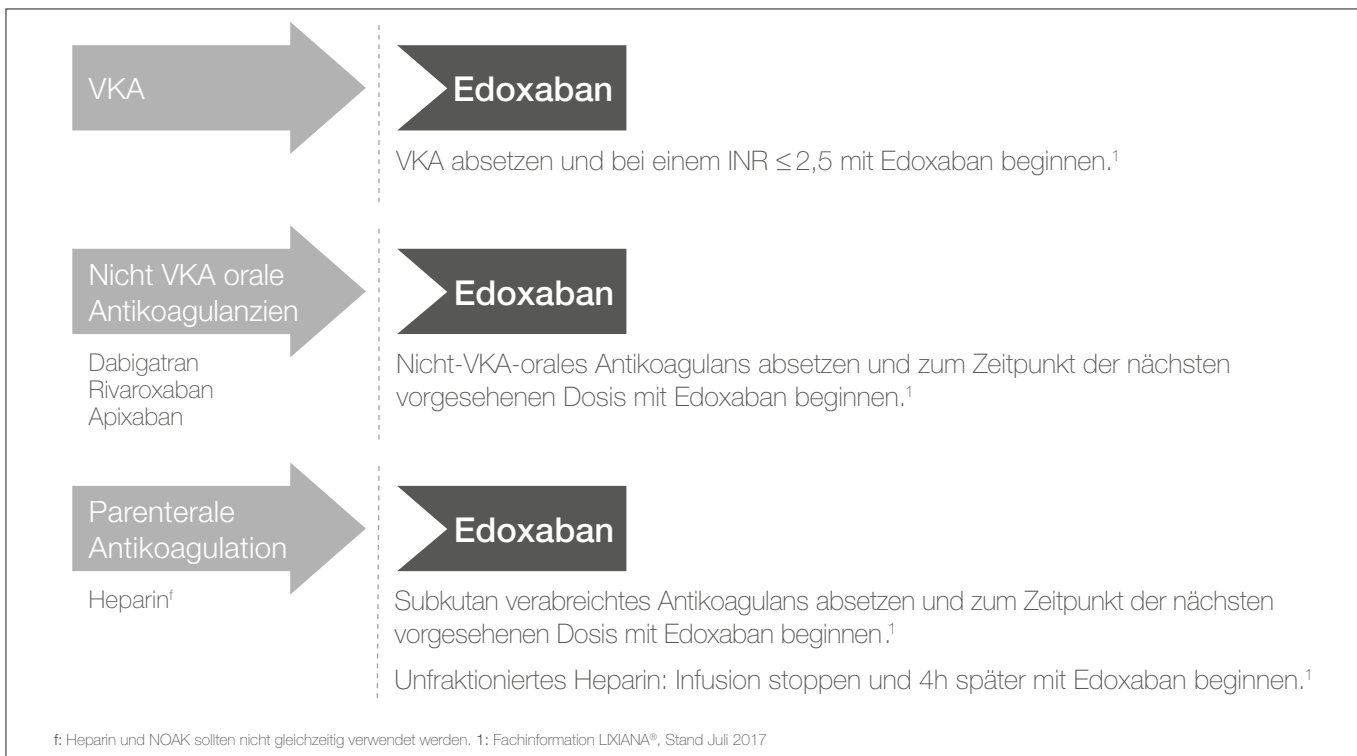 VKA
Edoxaban
VKA absetzen und bei einem INR ≤ 2,5 mit Edoxaban beginnen.¹
Nicht VKA orale
Antikoagulanzien
Edoxaban
Dabigatran
Rivaroxaban
Apixaban
Nicht-VKA-orales Antikoagulans absetzen und zum Zeitpunkt der nächsten
vorgesehenen Dosis mit Edoxaban beginnen.¹
Parenterale
Antikoagulation
Edoxaban
Heparinᶠ
Subkutan verabreichtes Antikoagulans absetzen und zum Zeitpunkt der nächsten
vorgesehenen Dosis mit Edoxaban beginnen.¹
Unfraktioniertes Heparin: Infusion stoppen und 4h später mit Edoxaban beginnen.¹
f: Heparin und NOAK sollten nicht gleichzeitig verwendet werden. 1: Fachinformation LIXIANA®, Stand Juli 2017